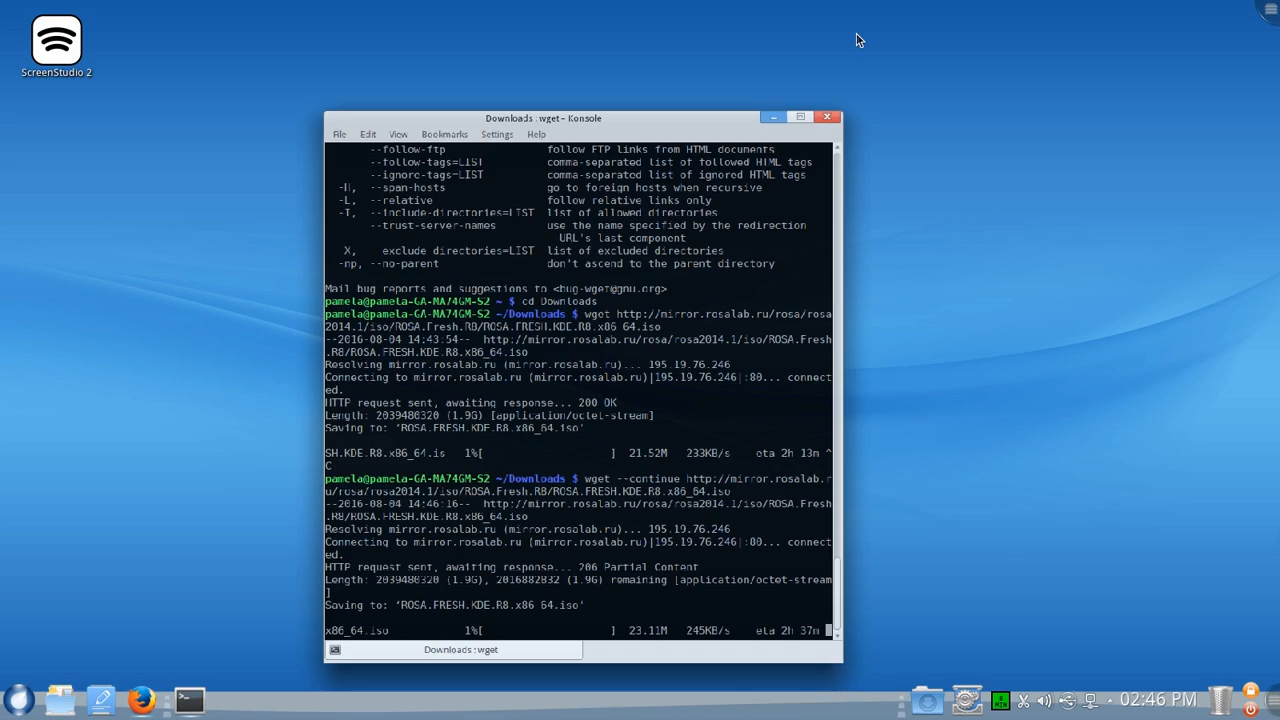 ScreenStudio 2
Downloads : wget – Konsole
File Edit View Bookmarks Settings Help
--follow-ftp follow FTP links from HTML documents
--follow-tags=LIST comma-separated list of followed HTML tags
--ignore-tags=LIST comma-separated list of ignored HTML tags
-H, --span-hosts go to foreign hosts when recursive
-L, --relative follow relative links only
-I, --include-directories=LIST list of allowed directories
--trust-server-names use the name specified by the redirection
URL's last component
X, exclude directories=LIST list of excluded directories
-np, --no-parent don't ascend to the parent directory
Mail bug reports and suggestions to <bug-wget@gnu.org>
pamela@pamela-GA-MA74GM-S2 ~ $ cd Downloads
pamela@pamela-GA-MA74GM-S2 ~/Downloads $ wget http://mirror.rosalab.ru/rosa/rosa
2014.1/iso/ROSA.Fresh.R8/ROSA.FRESH.KDE.R8.x86 64.iso
--2016-08-04 14:43:54-- http://mirror.rosalab.ru/rosa/rosa2014.1/iso/ROSA.Fresh
.R8/ROSA.FRESH.KDE.R8.x86_64.iso
Resolving mirror.rosalab.ru (mirror.rosalab.ru)... 195.19.76.246
Connecting to mirror.rosalab.ru (mirror.rosalab.ru)|195.19.76.246|:80... connect
ed.
HTTP request sent, awaiting response... 200 OK
Length: 2039480320 (1.9G) [application/octet-stream]
Saving to: ‘ROSA.FRESH.KDE.R8.x86_64.iso’
SH.KDE.R8.x86_64.is 1%[ ] 21.52M 233KB/s eta 2h 13m ^
C
pamela@pamela-GA-MA74GM-S2 ~/Downloads $ wget --continue http://mirror.rosalab.r
u/rosa/rosa2014.1/iso/ROSA.Fresh.R8/ROSA.FRESH.KDE.R8.x86_64.iso
--2016-08-04 14:46:16-- http://mirror.rosalab.ru/rosa/rosa2014.1/iso/ROSA.Fresh
.R8/ROSA.FRESH.KDE.R8.x86_64.iso
Resolving mirror.rosalab.ru (mirror.rosalab.ru)... 195.19.76.246
Connecting to mirror.rosalab.ru (mirror.rosalab.ru)|195.19.76.246|:80... connect
ed.
HTTP request sent, awaiting response... 206 Partial Content
Length: 2039480320 (1.9G), 2016882832 (1.9G) remaining [application/octet-stream
]
Saving to: ‘ROSA.FRESH.KDE.R8.x86 64.iso’
x86_64.iso 1%[ ] 23.11M 245KB/s eta 2h 37m
Downloads : wget
MIN
02:46 PM